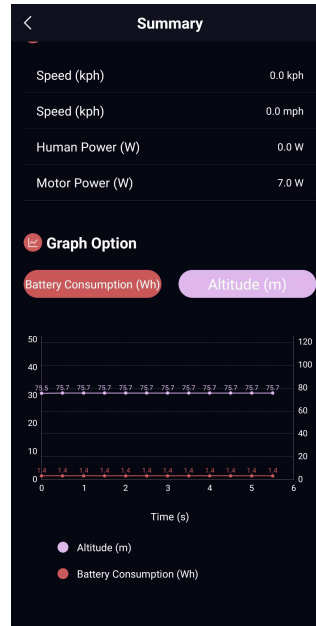 Summary
Speed (kph) 0.0 kph
Speed (kph) 0.0 mph
Human Power (W) 0.0 W
Motor Power (W) 7.0 W
Graph Option
Battery Consumption (Wh) Altitude (m)
50 120
40 100
75.5 75.7 75.7 75.7 75.7 75.7 75.7 75.7 75.7 75.7 75.7 75.7 80
30 60
20 40
10 20
1.4 1.4 1.4 1.4 1.4 1.4 1.4 1.4 1.4 1.4 1.4 1.4
0 0
0 1 2 3 4 5 6
Time (s)
Altitude (m)
Battery Consumption (Wh)